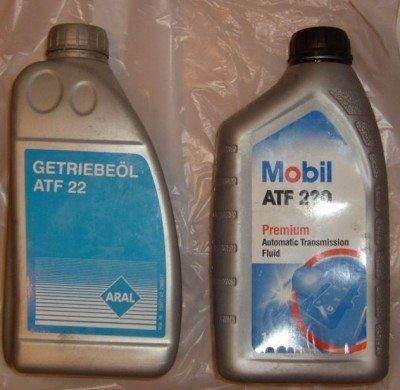 GETRIEBEÖL
ATF 22
ARAL
Mobil
ATF 220
Premium
Automatic Transmission
Fluid